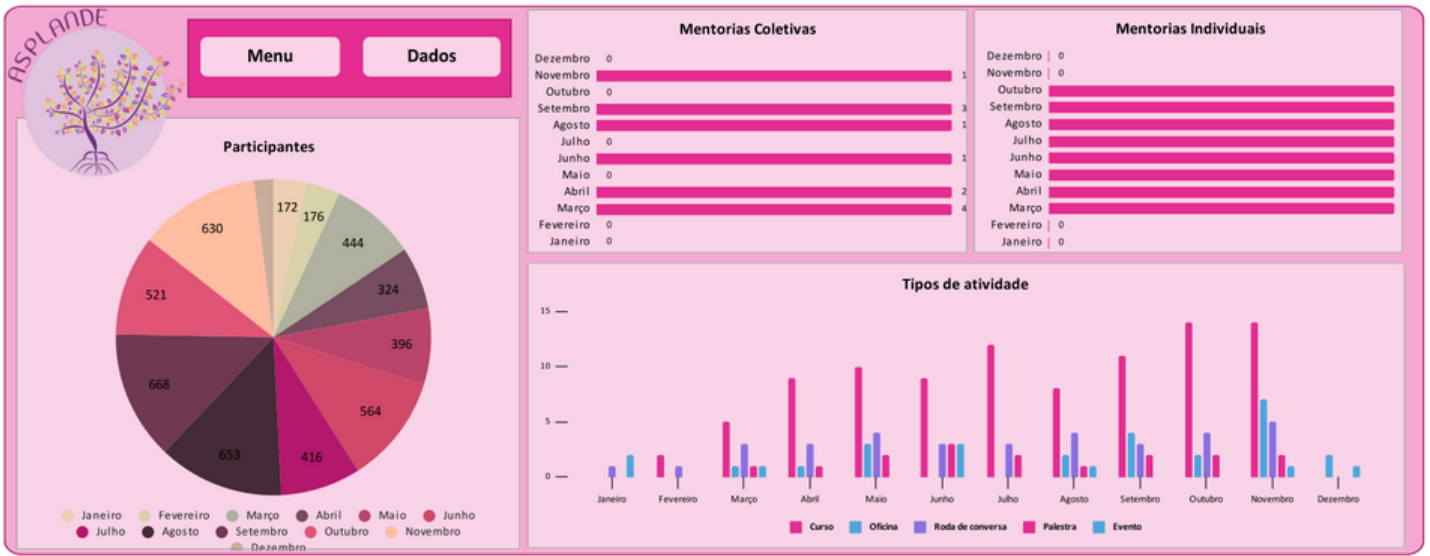 ASPLANDE
Menu
Dados
Participantes
172
176
444
324
396
564
416
653
668
521
630
Janeiro
Fevereiro
Março
Abril
Maio
Junho
Julho
Agosto
Setembro
Outubro
Novembro
Dezembro
Mentorias Coletivas
Dezembro 0
Novembro 1
Outubro 0
Setembro 3
Agosto 1
Julho 0
Junho 1
Maio 0
Abril 2
Março 4
Fevereiro 0
Janeiro 0
Mentorias Individuais
Dezembro 0
Novembro 0
Outubro
Setembro
Agosto
Julho
Junho
Maio
Abril
Março
Fevereiro 0
Janeiro 0
Tipos de atividade
15
10
5
0
Janeiro Fevereiro Março Abril Maio Junho Julho Agosto Setembro Outubro Novembro Dezembro
Curso Oficina Roda de conversa Palestra Evento